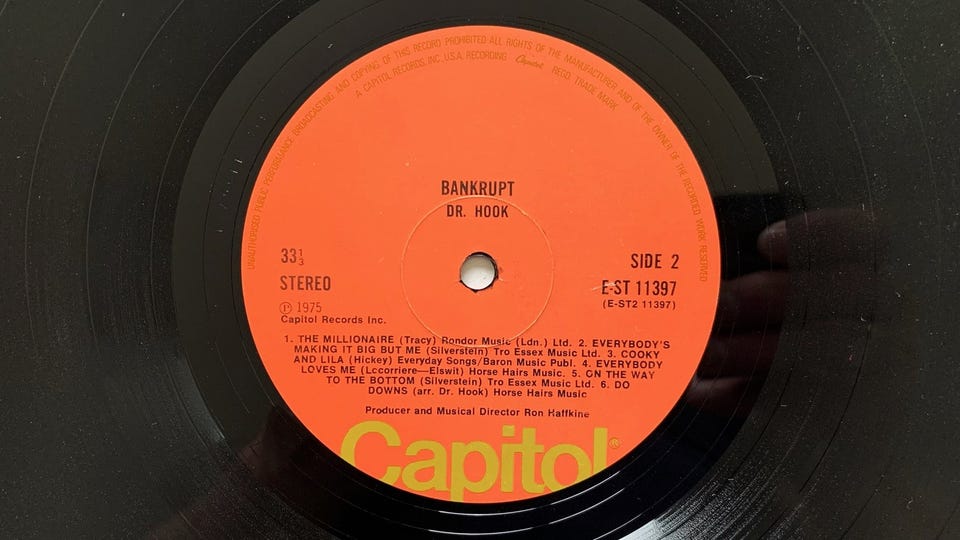 UNAUTHORISED PUBLIC PERFORMANCE BROADCASTING AND COPYING OF THIS RECORD PROHIBITED·ALL RIGHTS OF THE MANUFACTURER AND OF THE OWNER OF THE RECORDED WORK RESERVED
A CAPITOL RECORDS, INC., U.S.A. RECORDING Capitol REGD. TRADE MARK
BANKRUPT
DR. HOOK
33 1/3
SIDE 2
STEREO
E-ST 11397
(E-ST2 11397)
Ⓟ 1975
Capitol Records Inc.
1. THE MILLIONAIRE (Tracy) Rondor Music (Ldn.) Ltd. 2. EVERYBODY'S
MAKING IT BIG BUT ME (Silverstein) Tro Essex Music Ltd. 3. COOKY
AND LILA (Hickey) Everyday Songs/Baron Music Publ. 4. EVERYBODY
LOVES ME (Lccorriere—Elswit) Horse Hairs Music. 5. ON THE WAY
TO THE BOTTOM (Silverstein) Tro Essex Music Ltd. 6. DO
DOWNS (arr. Dr. Hook) Horse Hairs Music
Producer and Musical Director Ron Haffkine
Capitol®